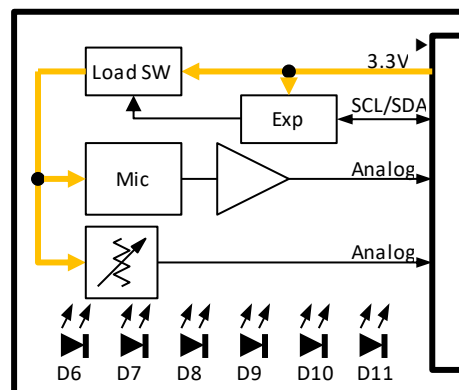 3.3V
Load SW
SCL/SDA
Exp
Mic
Analog
Analog
D6 D7 D8 D9 D10 D11